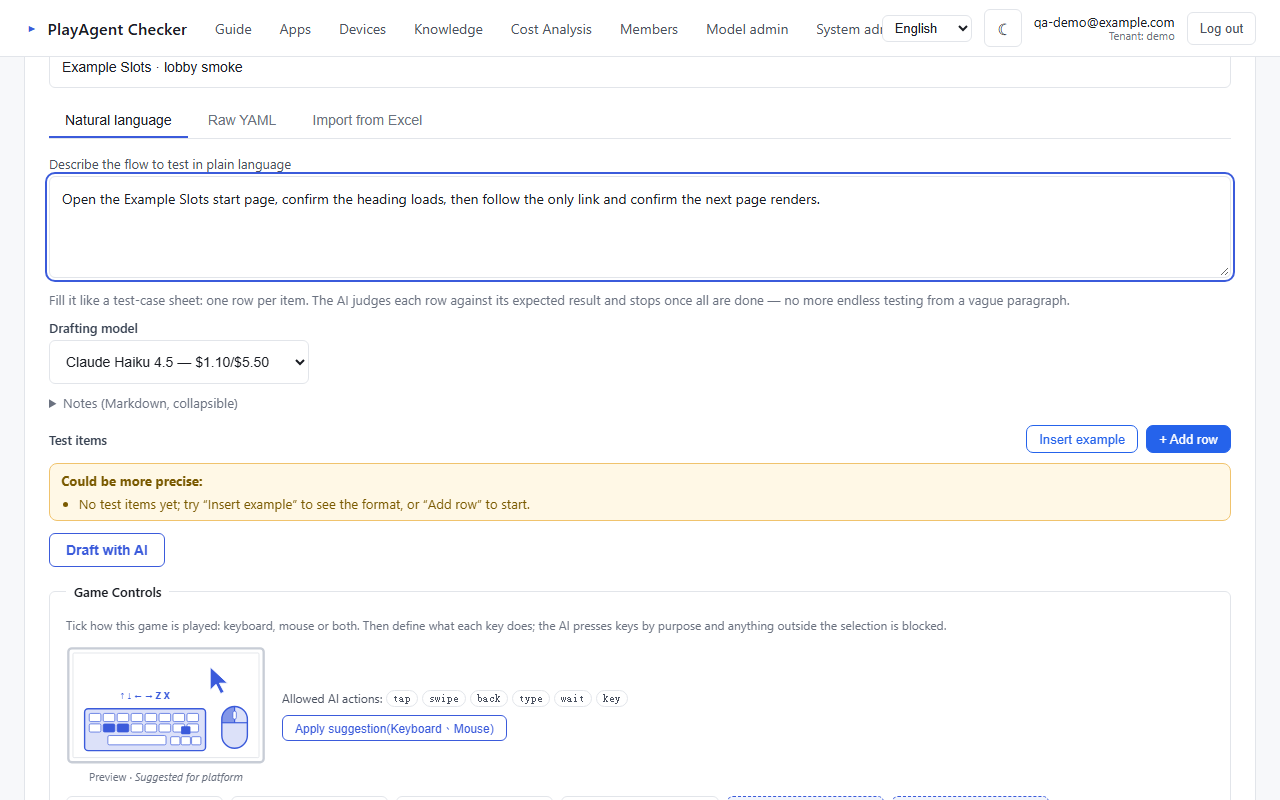 PlayAgent Checker
Guide
Apps
Devices
Knowledge
Cost Analysis
Members
Model admin
System adr
English
qa-demo@example.com
Tenant: demo
Log out
Example Slots · lobby smoke
Natural language
Raw YAML
Import from Excel
Describe the flow to test in plain language
Open the Example Slots start page, confirm the heading loads, then follow the only link and confirm the next page renders.
Fill it like a test-case sheet: one row per item. The AI judges each row against its expected result and stops once all are done — no more endless testing from a vague paragraph.
Drafting model
Claude Haiku 4.5 — $1.10/$5.50
Notes (Markdown, collapsible)
Test items
Insert example
+ Add row
Could be more precise:
• No test items yet; try “Insert example” to see the format, or “Add row” to start.
Draft with AI
Game Controls
Tick how this game is played: keyboard, mouse or both. Then define what each key does; the AI presses keys by purpose and anything outside the selection is blocked.
↑ ↓ ← → Z X
Allowed AI actions: tap swipe back type wait key
Apply suggestion(Keyboard、Mouse)
Preview · Suggested for platform